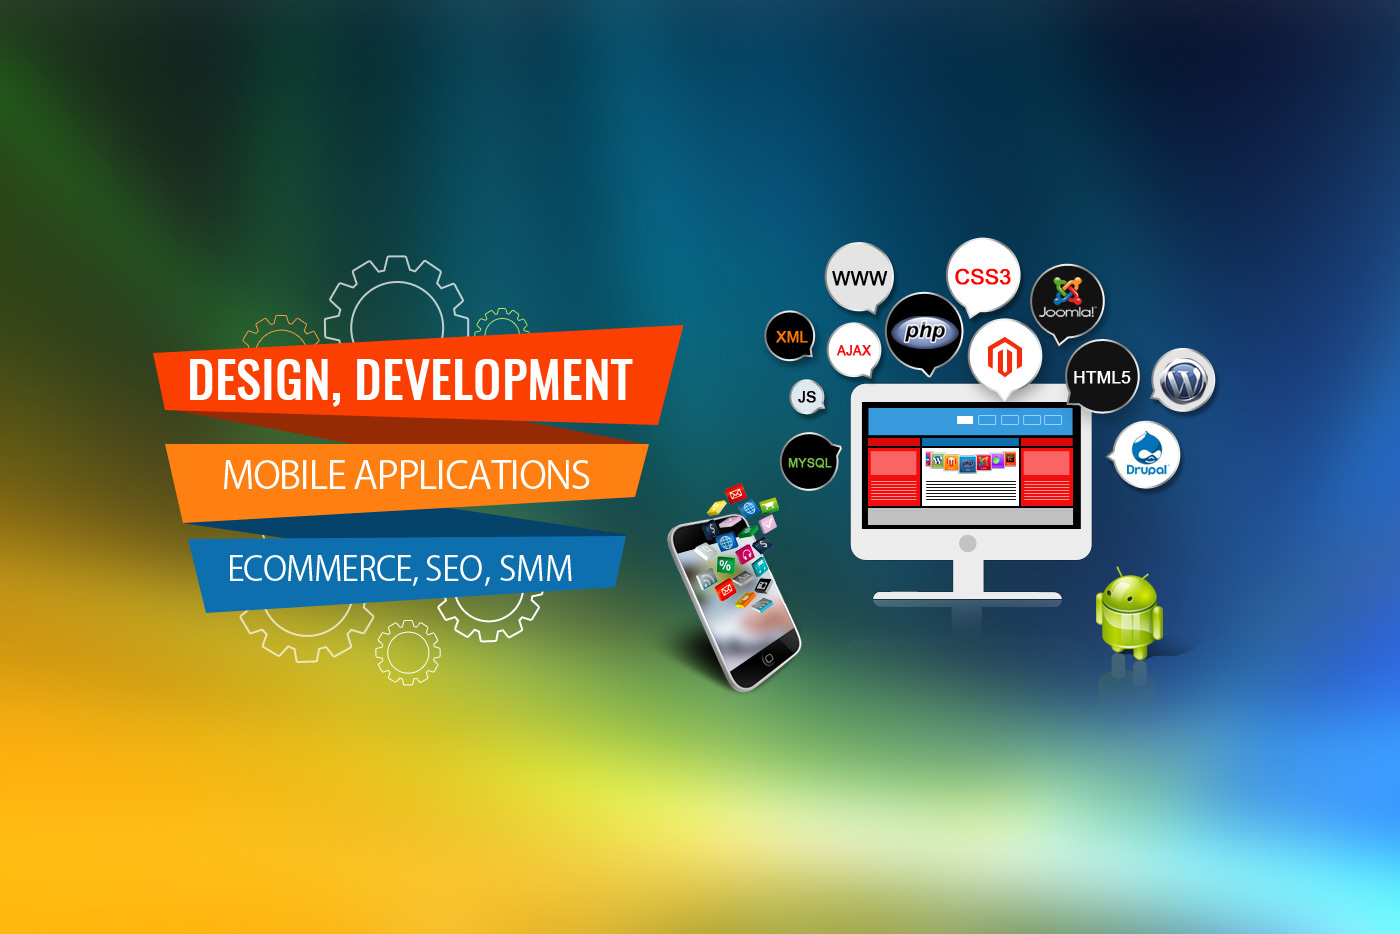 DESIGN, DEVELOPMENT
MOBILE APPLICATIONS
ECOMMERCE, SEO, SMM
WWW
CSS3
Joomla!
XML
AJAX
php
JS
HTML5
W
MYSQL
Drupal
%